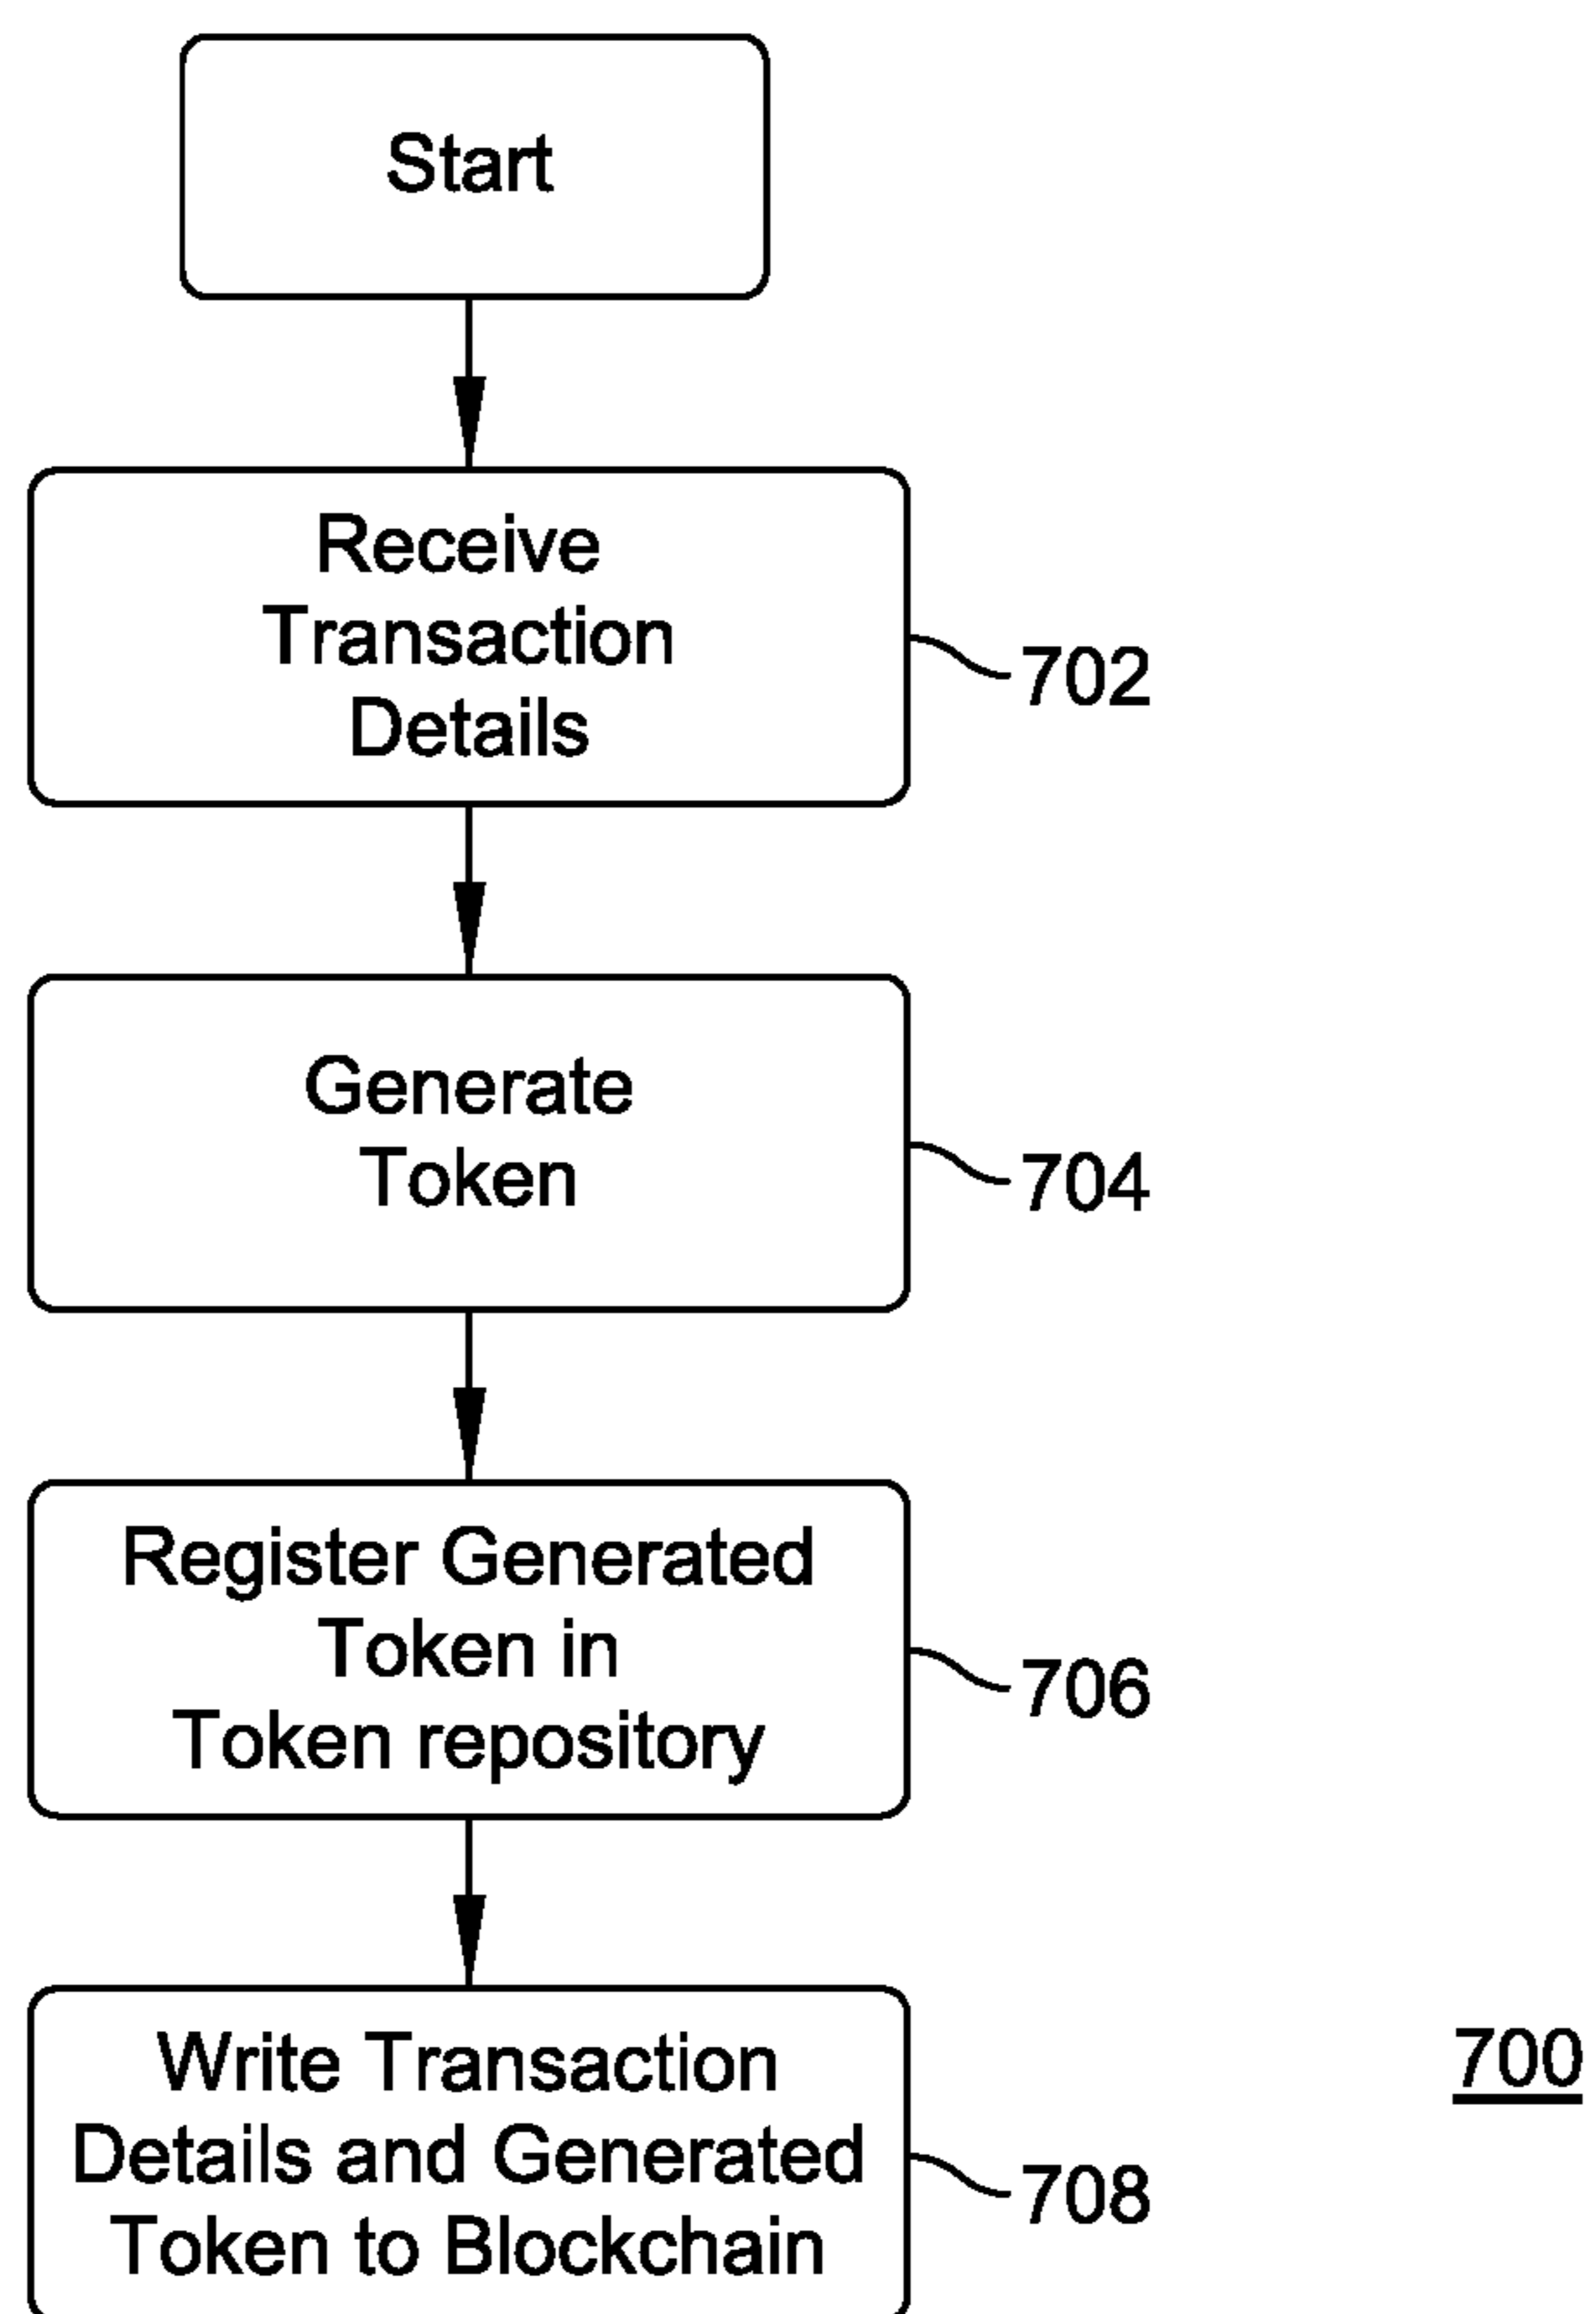 Start
Receive
Transaction
Details
702
Generate
Token
704
Register Generated
Token in
Token repository
706
Write Transaction
Details and Generated
Token to Blockchain
708
700